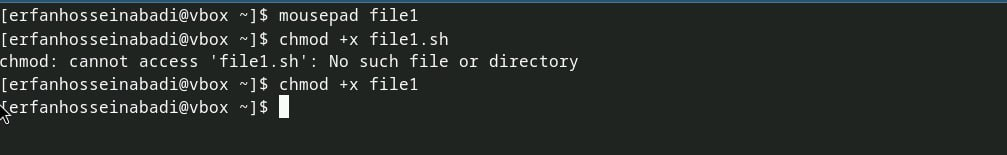 [erfanhosseinabadi@vbox ~]$ mousepad file1
[erfanhosseinabadi@vbox ~]$ chmod +x file1.sh
chmod: cannot access 'file1.sh': No such file or directory
[erfanhosseinabadi@vbox ~]$ chmod +x file1
[erfanhosseinabadi@vbox ~]$